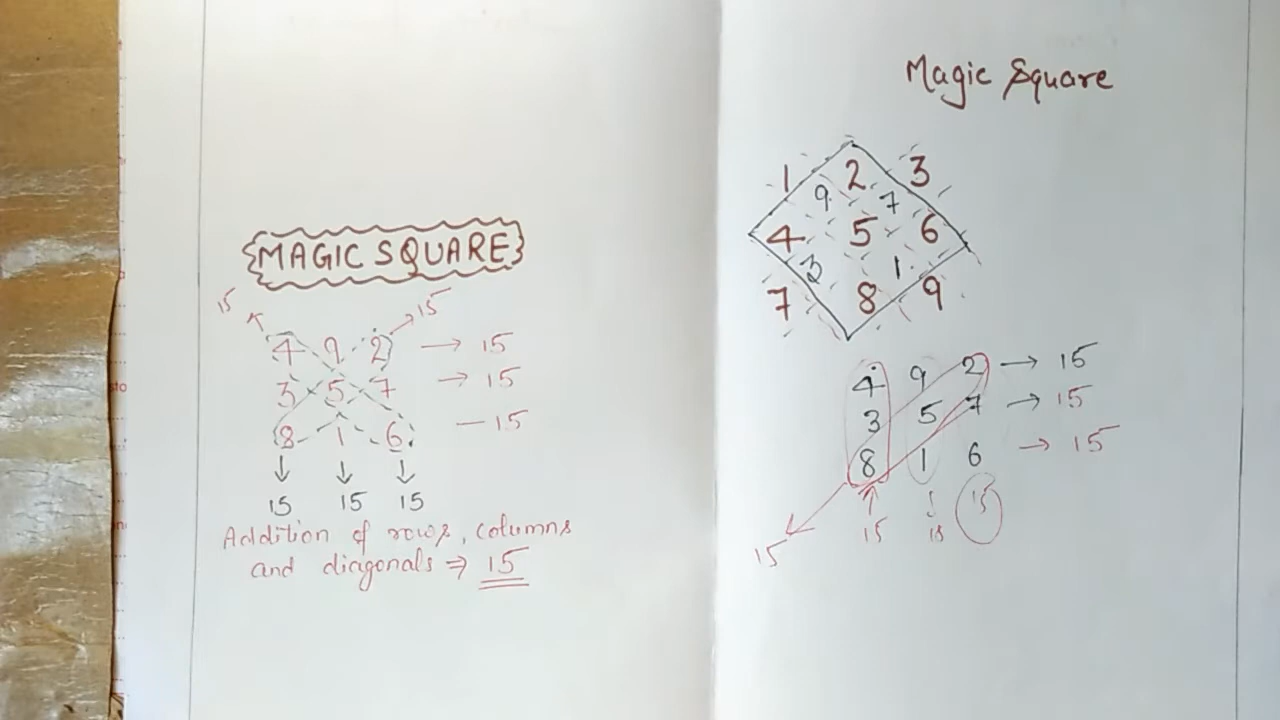 MAGIC SQUARE
15 15
4 9 2 → 15
3 5 7 → 15
8 1 6 — 15
↓ ↓ ↓
15 15 15
Addition of rows, columns
and diagonals ⇒ 15
Magic Square
1 2 3
9 7
4 5 6
3 1
7 8 9
4 9 2 → 15
3 5 7 → 15
8 1 6 → 15
15 15 15
15